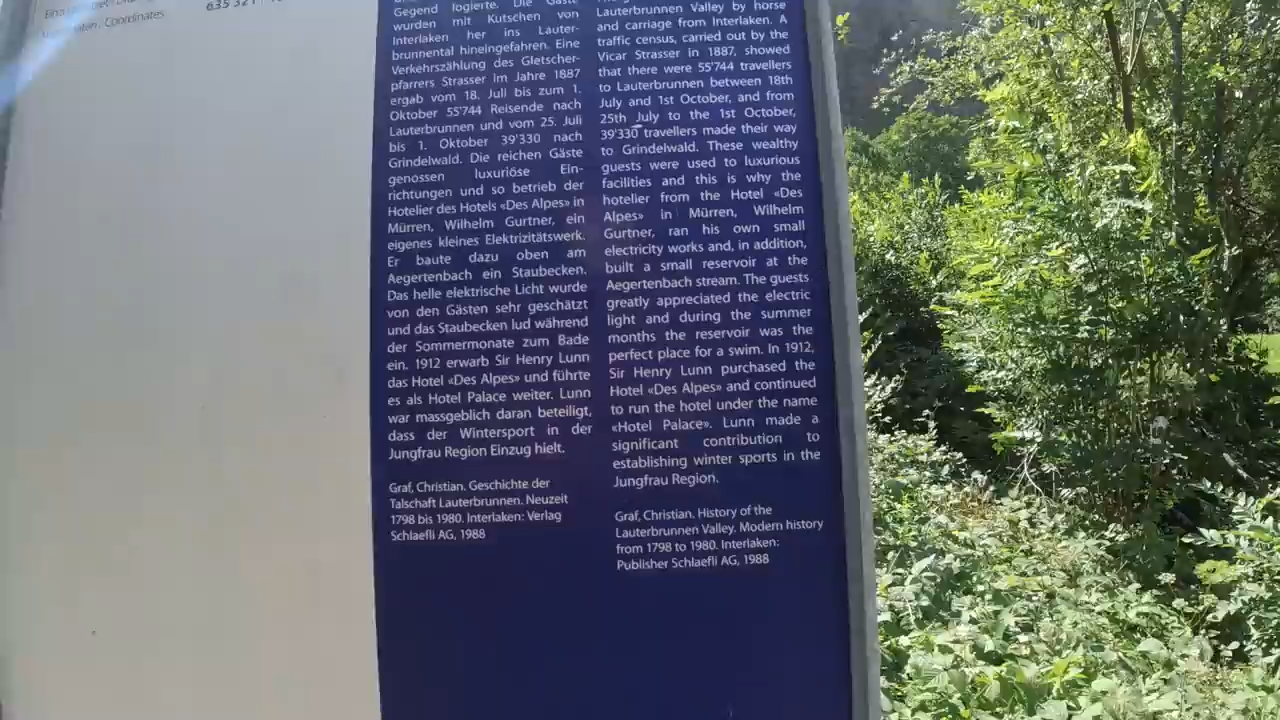 Coordinates
635 321
Gegend logierte. Die Gäste
wurden mit Kutschen von
Interlaken her ins Lauter-
brunnental hineingefahren. Eine
Verkehrszählung des Gletscher-
pfarrers Strasser im Jahre 1887
ergab vom 18. Juli bis zum 1.
Oktober 55'744 Reisende nach
Lauterbrunnen und vom 25. Juli
bis 1. Oktober 39'330 nach
Grindelwald. Die reichen Gäste
genossen luxuriöse Ein-
richtungen und so betrieb der
Hotelier des Hotels «Des Alpes» in
Mürren, Wilhelm Gurtner, ein
eigenes kleines Elektrizitätswerk.
Er baute dazu oben am
Aegertenbach ein Staubecken.
Das helle elektrische Licht wurde
von den Gästen sehr geschätzt
und das Staubecken lud während
der Sommermonate zum Bade
ein. 1912 erwarb Sir Henry Lunn
das Hotel «Des Alpes» und führte
es als Hotel Palace weiter. Lunn
war massgeblich daran beteiligt,
dass der Wintersport in der
Jungfrau Region Einzug hielt.
Graf, Christian. Geschichte der
Talschaft Lauterbrunnen. Neuzeit
1798 bis 1980. Interlaken: Verlag
Schlaefli AG, 1988
Lauterbrunnen Valley by horse
and carriage from Interlaken. A
traffic census, carried out by the
Vicar Strasser in 1887, showed
that there were 55'744 travellers
to Lauterbrunnen between 18th
July and 1st October, and from
25th July to the 1st October,
39'330 travellers made their way
to Grindelwald. These wealthy
guests were used to luxurious
facilities and this is why the
hotelier from the Hotel «Des
Alpes» in Mürren, Wilhelm
Gurtner, ran his own small
electricity works and, in addition,
built a small reservoir at the
Aegertenbach stream. The guests
greatly appreciated the electric
light and during the summer
months the reservoir was the
perfect place for a swim. In 1912,
Sir Henry Lunn purchased the
Hotel «Des Alpes» and continued
to run the hotel under the name
«Hotel Palace». Lunn made a
significant contribution to
establishing winter sports in the
Jungfrau Region.
Graf, Christian. History of the
Lauterbrunnen Valley. Modern history
from 1798 to 1980. Interlaken:
Publisher Schlaefli AG, 1988